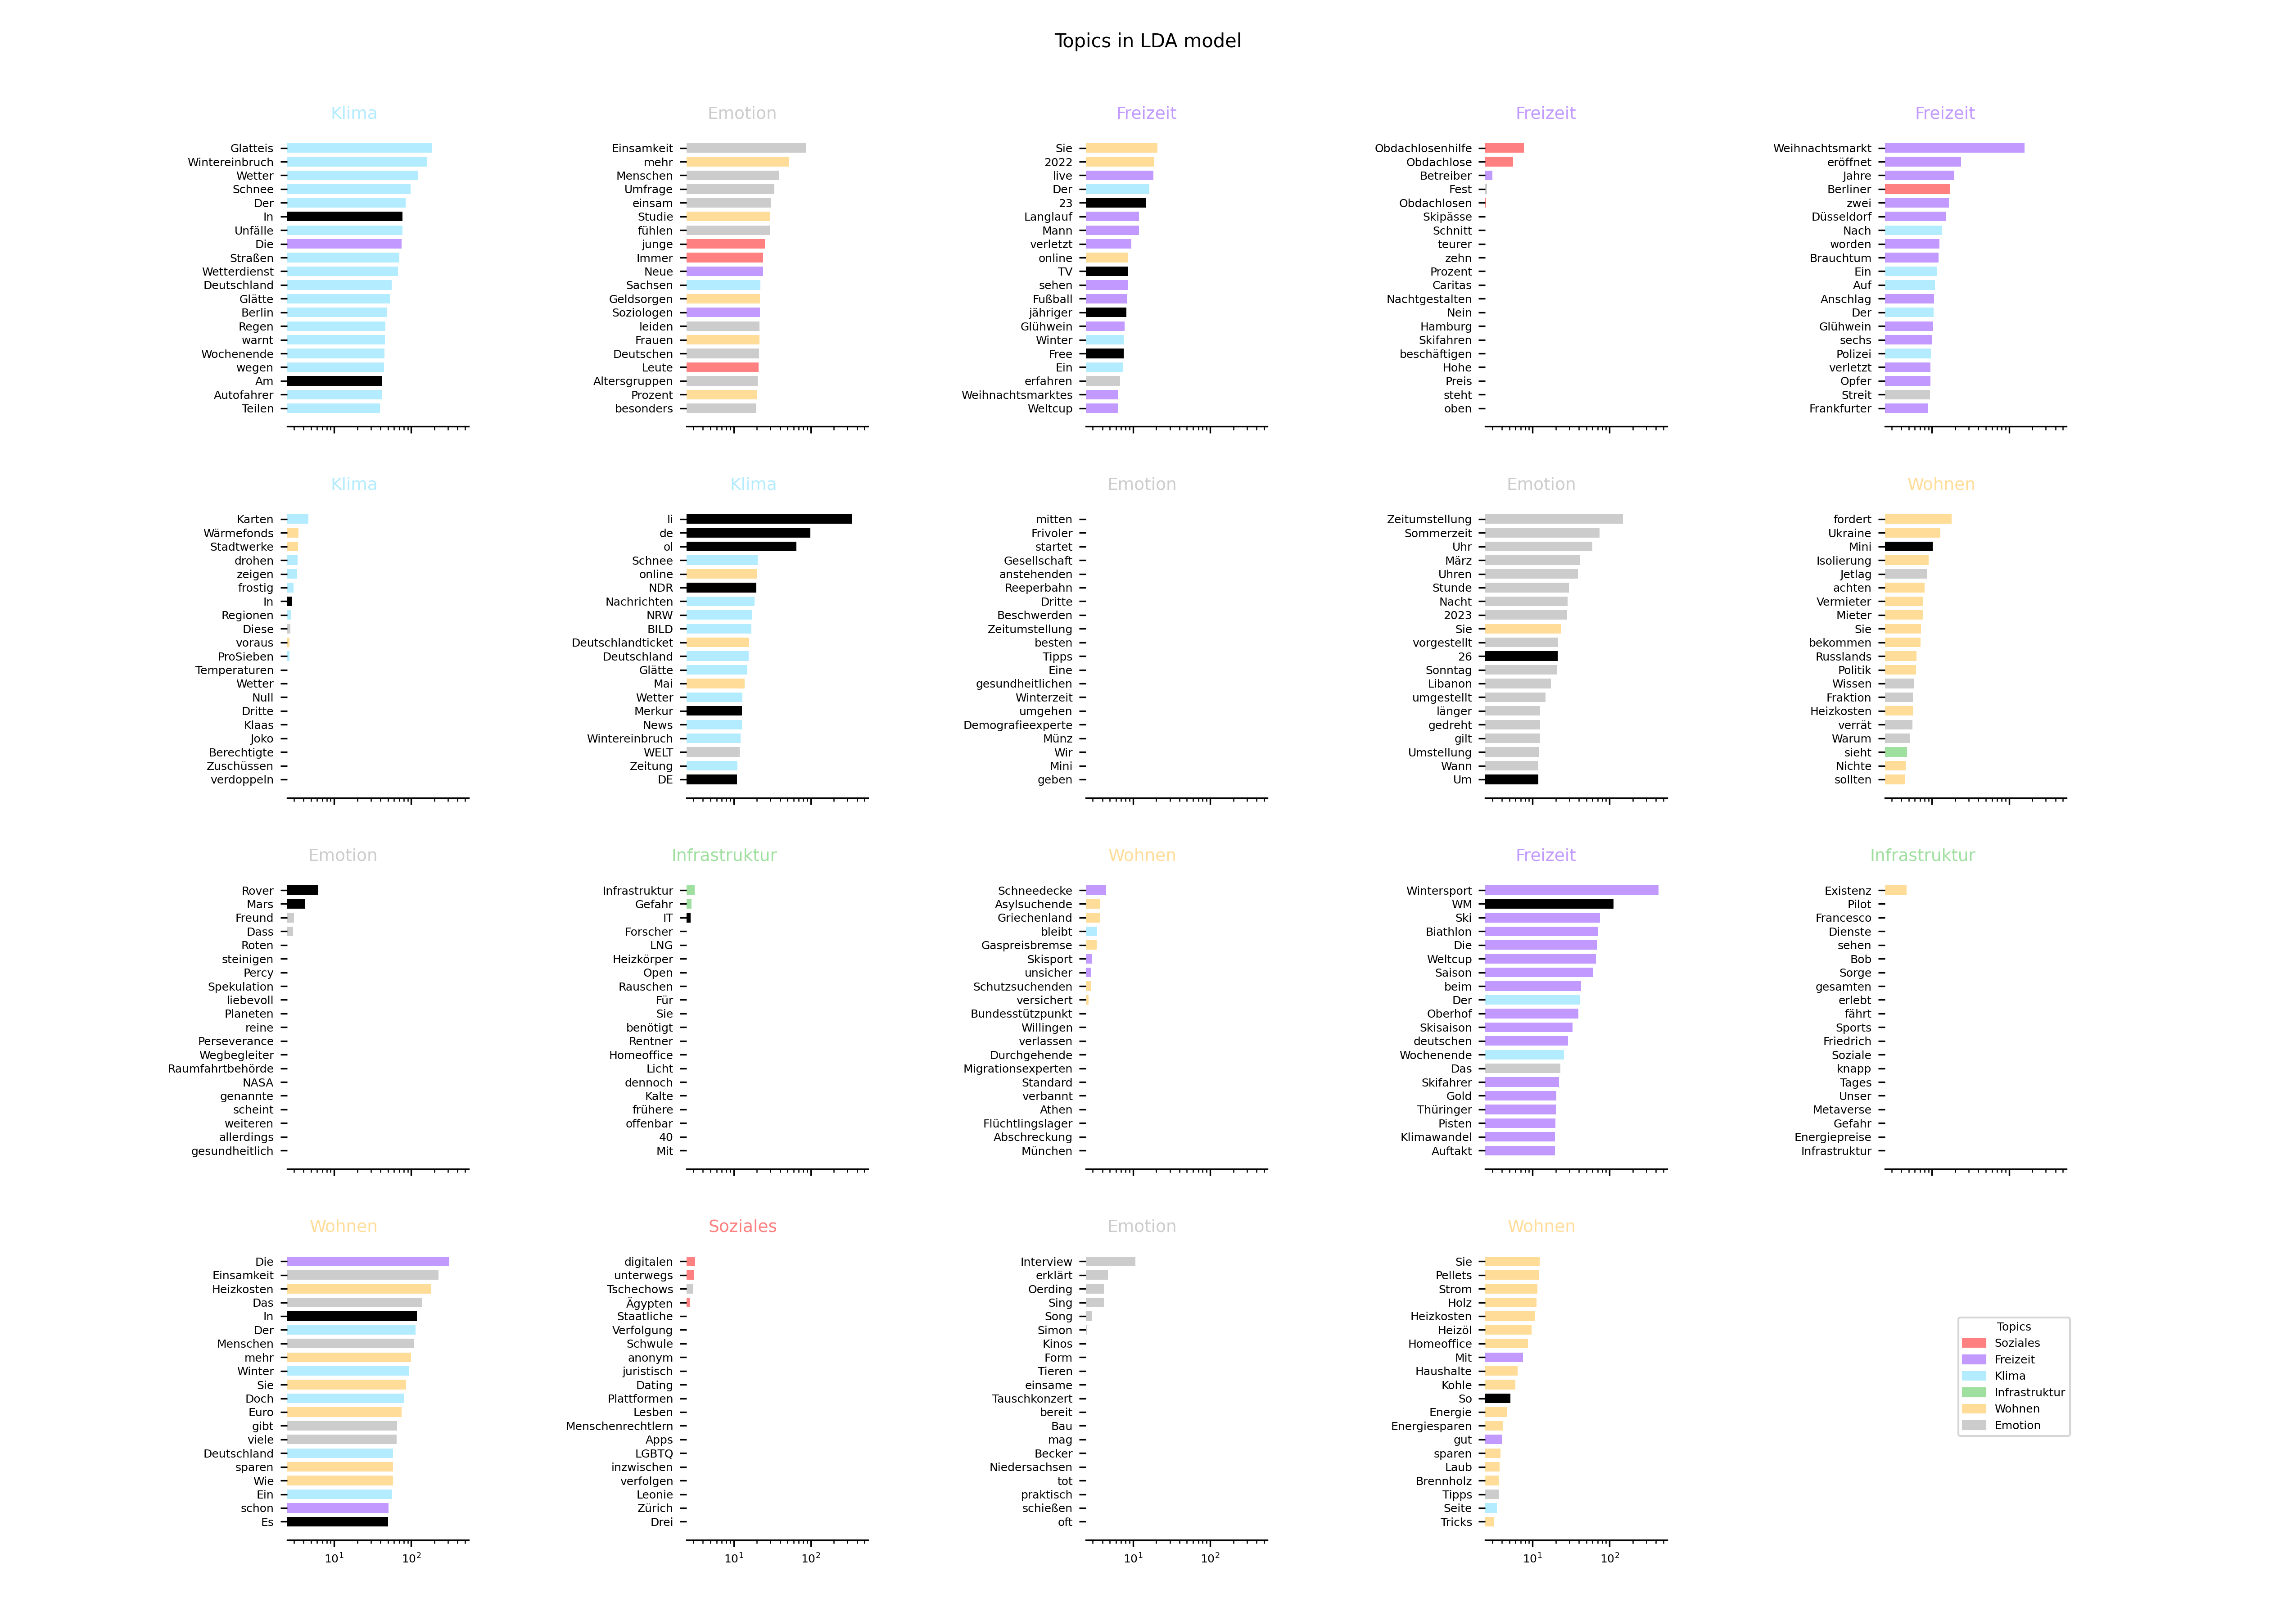 Topics in LDA model
Klima
Glatteis
Wintereinbruch
Wetter
Schnee
Der
In
Unfälle
Die
Straßen
Wetterdienst
Deutschland
Glätte
Berlin
Regen
warnt
Wochenende
wegen
Am
Autofahrer
Teilen
Emotion
Einsamkeit
mehr
Menschen
Umfrage
einsam
Studie
fühlen
junge
Immer
Neue
Sachsen
Geldsorgen
Soziologen
leiden
Frauen
Deutschen
Leute
Altersgruppen
Prozent
besonders
Freizeit
Sie
2022
live
Der
23
Langlauf
Mann
verletzt
online
TV
sehen
Fußball
jähriger
Glühwein
Winter
Free
Ein
erfahren
Weihnachtsmarktes
Weltcup
Freizeit
Obdachlosenhilfe
Obdachlose
Betreiber
Fest
Obdachlosen
Skipässe
Schnitt
teurer
zehn
Prozent
Caritas
Nachtgestalten
Nein
Hamburg
Skifahren
beschäftigen
Hohe
Preis
steht
oben
Freizeit
Weihnachtsmarkt
eröffnet
Jahre
Berliner
zwei
Düsseldorf
Nach
worden
Brauchtum
Ein
Auf
Anschlag
Der
Glühwein
sechs
Polizei
verletzt
Opfer
Streit
Frankfurter
Klima
Karten
Wärmefonds
Stadtwerke
drohen
zeigen
frostig
In
Regionen
Diese
voraus
ProSieben
Temperaturen
Wetter
Null
Dritte
Klaas
Joko
Berechtigte
Zuschüssen
verdoppeln
Klima
li
de
ol
Schnee
online
NDR
Nachrichten
NRW
BILD
Deutschlandticket
Deutschland
Glätte
Mai
Wetter
Merkur
News
Wintereinbruch
WELT
Zeitung
DE
Emotion
mitten
Frivoler
startet
Gesellschaft
anstehenden
Reeperbahn
Dritte
Beschwerden
Zeitumstellung
besten
Tipps
Eine
gesundheitlichen
Winterzeit
umgehen
Demografieexperte
Münz
Wir
Mini
geben
Emotion
Zeitumstellung
Sommerzeit
Uhr
März
Uhren
Stunde
Nacht
2023
Sie
vorgestellt
26
Sonntag
Libanon
umgestellt
länger
gedreht
gilt
Umstellung
Wann
Um
Wohnen
fordert
Ukraine
Mini
Isolierung
Jetlag
achten
Vermieter
Mieter
Sie
bekommen
Russlands
Politik
Wissen
Fraktion
Heizkosten
verrät
Warum
sieht
Nichte
sollten
Emotion
Rover
Mars
Freund
Dass
Roten
steinigen
Percy
Spekulation
liebevoll
Planeten
reine
Perseverance
Wegbegleiter
Raumfahrtbehörde
NASA
genannte
scheint
weiteren
allerdings
gesundheitlich
Infrastruktur
Infrastruktur
Gefahr
IT
Forscher
LNG
Heizkörper
Open
Rauschen
Für
Sie
benötigt
Rentner
Homeoffice
Licht
dennoch
Kalte
frühere
offenbar
40
Mit
Wohnen
Schneedecke
Asylsuchende
Griechenland
bleibt
Gaspreisbremse
Skisport
unsicher
Schutzsuchenden
versichert
Bundesstützpunkt
Willingen
verlassen
Durchgehende
Migrationsexperten
Standard
verbannt
Athen
Flüchtlingslager
Abschreckung
München
Freizeit
Wintersport
WM
Ski
Biathlon
Die
Weltcup
Saison
beim
Der
Oberhof
Skisaison
deutschen
Wochenende
Das
Skifahrer
Gold
Thüringer
Pisten
Klimawandel
Auftakt
Infrastruktur
Existenz
Pilot
Francesco
Dienste
sehen
Bob
Sorge
gesamten
erlebt
fährt
Sports
Friedrich
Soziale
knapp
Tages
Unser
Metaverse
Gefahr
Energiepreise
Infrastruktur
Wohnen
Die
Einsamkeit
Heizkosten
Das
In
Der
Menschen
mehr
Winter
Sie
Doch
Euro
gibt
viele
Deutschland
sparen
Wie
Ein
schon
Es
10¹ 10²
Soziales
digitalen
unterwegs
Tschechows
Ägypten
Staatliche
Verfolgung
Schwule
anonym
juristisch
Dating
Plattformen
Lesben
Menschenrechtlern
Apps
LGBTQ
inzwischen
verfolgen
Leonie
Zürich
Drei
10¹ 10²
Emotion
Interview
erklärt
Oerding
Sing
Song
Simon
Kinos
Form
Tieren
einsame
Tauschkonzert
bereit
Bau
mag
Becker
Niedersachsen
tot
praktisch
schießen
oft
10¹ 10²
Wohnen
Sie
Pellets
Strom
Holz
Heizkosten
Heizöl
Homeoffice
Mit
Haushalte
Kohle
So
Energie
Energiesparen
gut
sparen
Laub
Brennholz
Tipps
Seite
Tricks
10¹ 10²
Topics
Soziales
Freizeit
Klima
Infrastruktur
Wohnen
Emotion